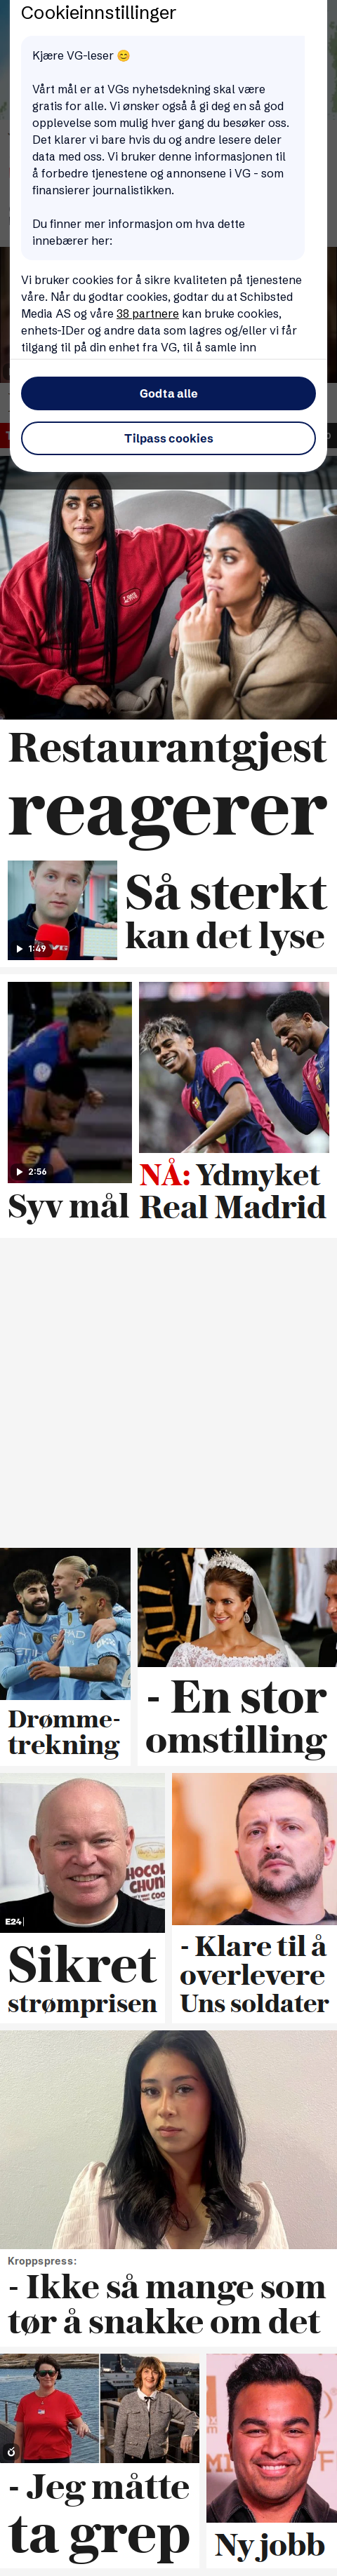 Cookieinnstillinger
Kjære VG-leser 😊
Vårt mål er at VGs nyhetsdekning skal være
gratis for alle. Vi ønsker også å gi deg en så god
opplevelse som mulig hver gang du besøker oss.
Det klarer vi bare hvis du og andre lesere deler
data med oss. Vi bruker denne informasjonen til
å forbedre tjenestene og annonsene i VG - som
finansierer journalistikken.
Du finner mer informasjon om hva dette
innebærer her:
Vi bruker cookies for å sikre kvaliteten på tjenestene
våre. Når du godtar cookies, godtar du at Schibsted
Media AS og våre 38 partnere kan bruke cookies,
enhets-IDer og andre data som lagres og/eller vi får
tilgang til på din enhet fra VG, til å samle inn
Godta alle
Tilpass cookies
Restaurantgjest
reagerer
VG
1:49
Så sterkt
kan det lyse
2:56
Syv mål
NÅ: Ydmyket
Real Madrid
Drømme-
trekning
- En stor
omstilling
E24
Sikret
strømprisen
- Klare til å
overlevere
Uns soldater
Kroppspress:
- Ikke så mange som
tør å snakke om det
- Jeg måtte
ta grep
Ny jobb